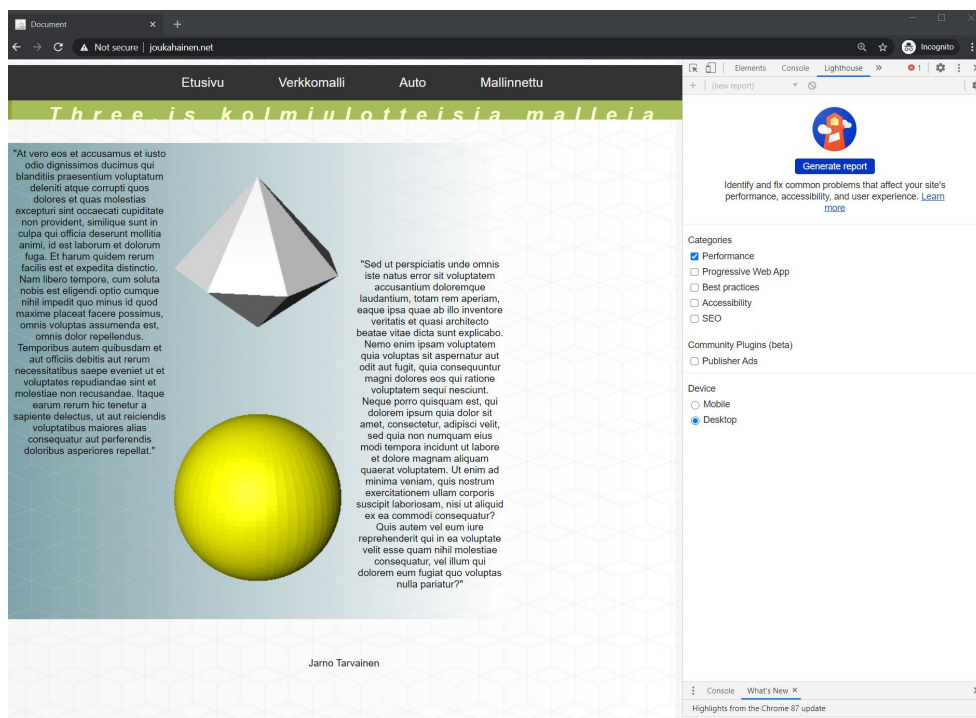 Document
Not secure | joukahainen.net
Incognito
Etusivu Verkkomalli Auto Mallinnettu
Three.js kolmiulotteisia malleja
"At vero eos et accusamus et iusto
odio dignissimos ducimus qui
blanditiis praesentium voluptatum
deleniti atque corrupti quos
dolores et quas molestias
excepturi sint occaecati cupiditate
non provident, similique sunt in
culpa qui officia deserunt mollitia
animi, id est laborum et dolorum
fuga. Et harum quidem rerum
facilis est et expedita distinctio.
Nam libero tempore, cum soluta
nobis est eligendi optio cumque
nihil impedit quo minus id quod
maxime placeat facere possimus,
omnis voluptas assumenda est,
omnis dolor repellendus.
Temporibus autem quibusdam et
aut officiis debitis aut rerum
necessitatibus saepe eveniet ut et
voluptates repudiandae sint et
molestiae non recusandae. Itaque
earum rerum hic tenetur a
sapiente delectus, ut aut reiciendis
voluptatibus maiores alias
consequatur aut perferendis
doloribus asperiores repellat."
"Sed ut perspiciatis unde omnis
iste natus error sit voluptatem
accusantium doloremque
laudantium, totam rem aperiam,
eaque ipsa quae ab illo inventore
veritatis et quasi architecto
beatae vitae dicta sunt explicabo.
Nemo enim ipsam voluptatem
quia voluptas sit aspernatur aut
odit aut fugit, quia consequuntur
magni dolores eos qui ratione
voluptatem sequi nesciunt.
Neque porro quisquam est, qui
dolorem ipsum quia dolor sit
amet, consectetur, adipisci velit,
sed quia non numquam eius
modi tempora incidunt ut labore
et dolore magnam aliquam
quaerat voluptatem. Ut enim ad
minima veniam, quis nostrum
exercitationem ullam corporis
suscipit laboriosam, nisi ut aliquid
ex ea commodi consequatur?
Quis autem vel eum iure
reprehenderit qui in ea voluptate
velit esse quam nihil molestiae
consequatur, vel illum qui
dolorem eum fugiat quo voluptas
nulla pariatur?"
Jarno Tarvainen
Elements Console Lighthouse 1
(new report)
Generate report
Identify and fix common problems that affect your site's
performance, accessibility, and user experience. Learn
more
Categories
Performance
Progressive Web App
Best practices
Accessibility
SEO
Community Plugins (beta)
Publisher Ads
Device
Mobile
Desktop
Console What's New
Highlights from the Chrome 87 update